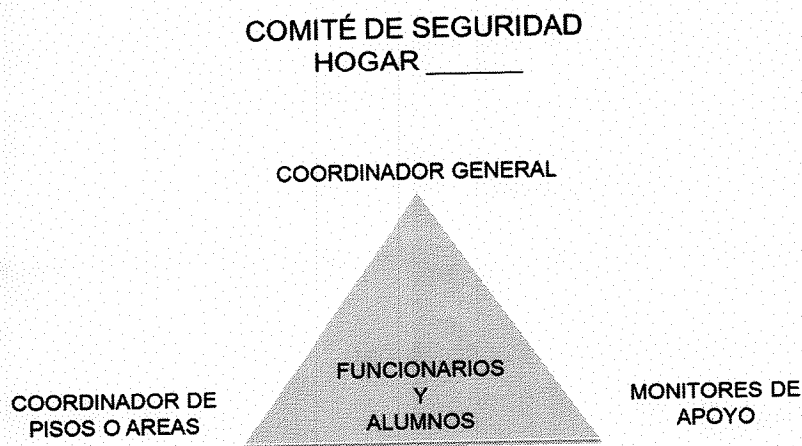 COMITÉ DE SEGURIDAD
HOGAR ______
COORDINADOR GENERAL
FUNCIONARIOS
Y
ALUMNOS
COORDINADOR DE
PISOS O AREAS
MONITORES DE
APOYO